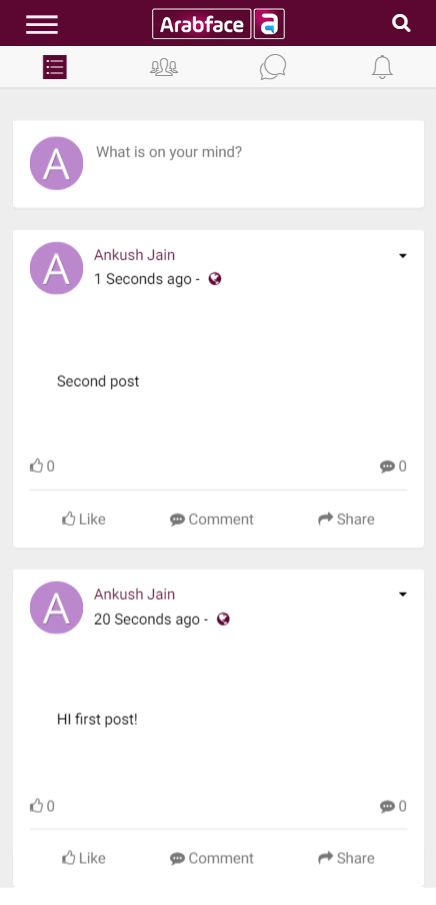 Arabface a
What is on your mind?
A
Ankush Jain
1 Seconds ago -
A
Second post
0
0
Like Comment Share
Ankush Jain
20 Seconds ago -
A
HI first post!
0
0
Like Comment Share